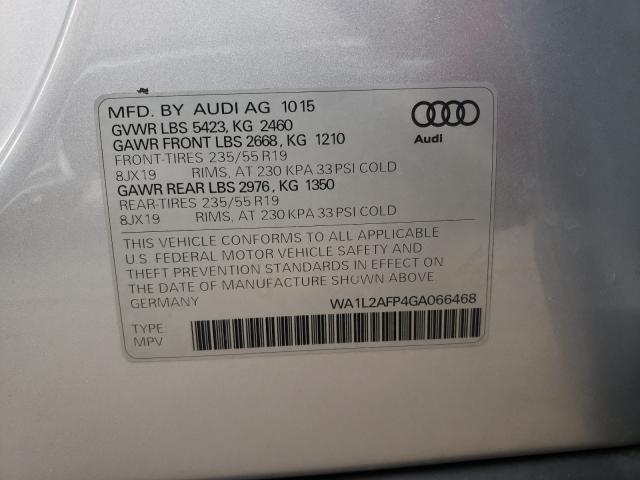 MFD. BY AUDI AG 10 15
GVWR LBS 5423, KG 2460
GAWR FRONT LBS 2668, KG 1210
FRONT-TIRES 235/55 R19
8JX19 RIMS, AT 230 KPA 33 PSI COLD
GAWR REAR LBS 2976, KG 1350
REAR-TIRES 235/55 R19
8JX19 RIMS, AT 230 KPA 33 PSI COLD
Audi
THIS VEHICLE CONFORMS TO ALL APPLICABLE
U.S. FEDERAL MOTOR VEHICLE SAFETY AND
THEFT PREVENTION STANDARDS IN EFFECT ON
THE DATE OF MANUFACTURE SHOWN ABOVE
GERMANY WA1L2AFP4GA066468
TYPE
MPV